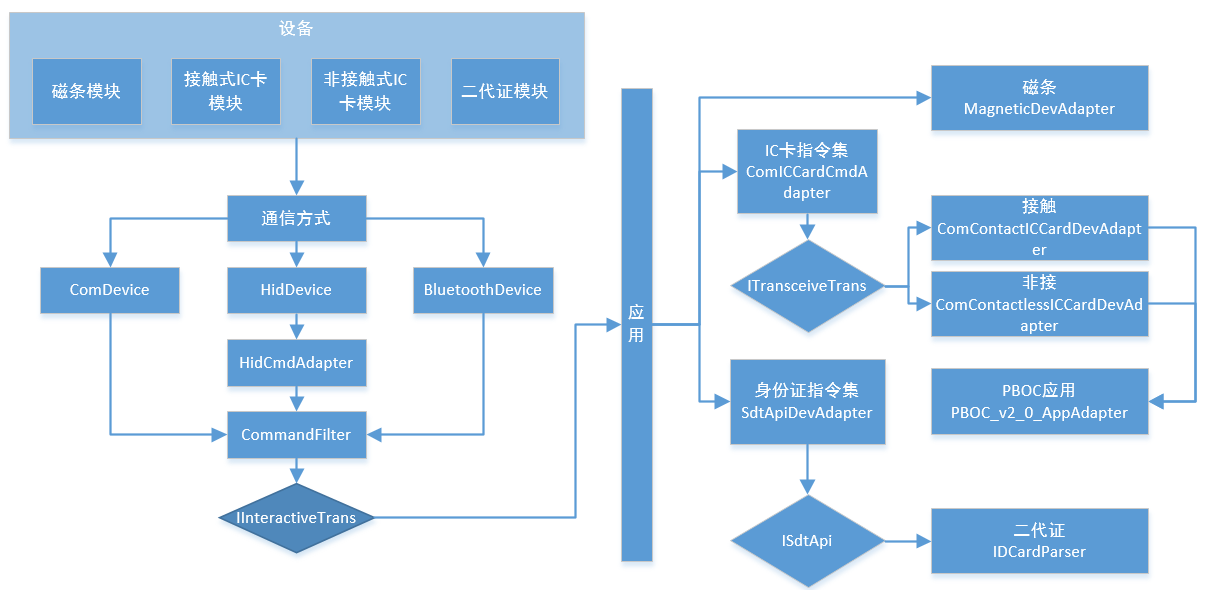 设备
磁条模块
接触式IC卡
模块
非接触式IC
卡模块
二代证模块
通信方式
ComDevice
HidDevice
BluetoothDevice
HidCmdAdapter
CommandFilter
IInteractiveTrans
应
用
磁条
MagneticDevAdapter
IC卡指令集
ComICCardCmdA
dapter
ITransceiveTrans
接触
ComContactICCardDevAdapt
er
非接
ComContactlessICCardDevAd
apter
PBOC应用
PBOC_v2_0_AppAdapter
身份证指令集
SdtApiDevAdapter
ISdtApi
二代证
IDCardParser